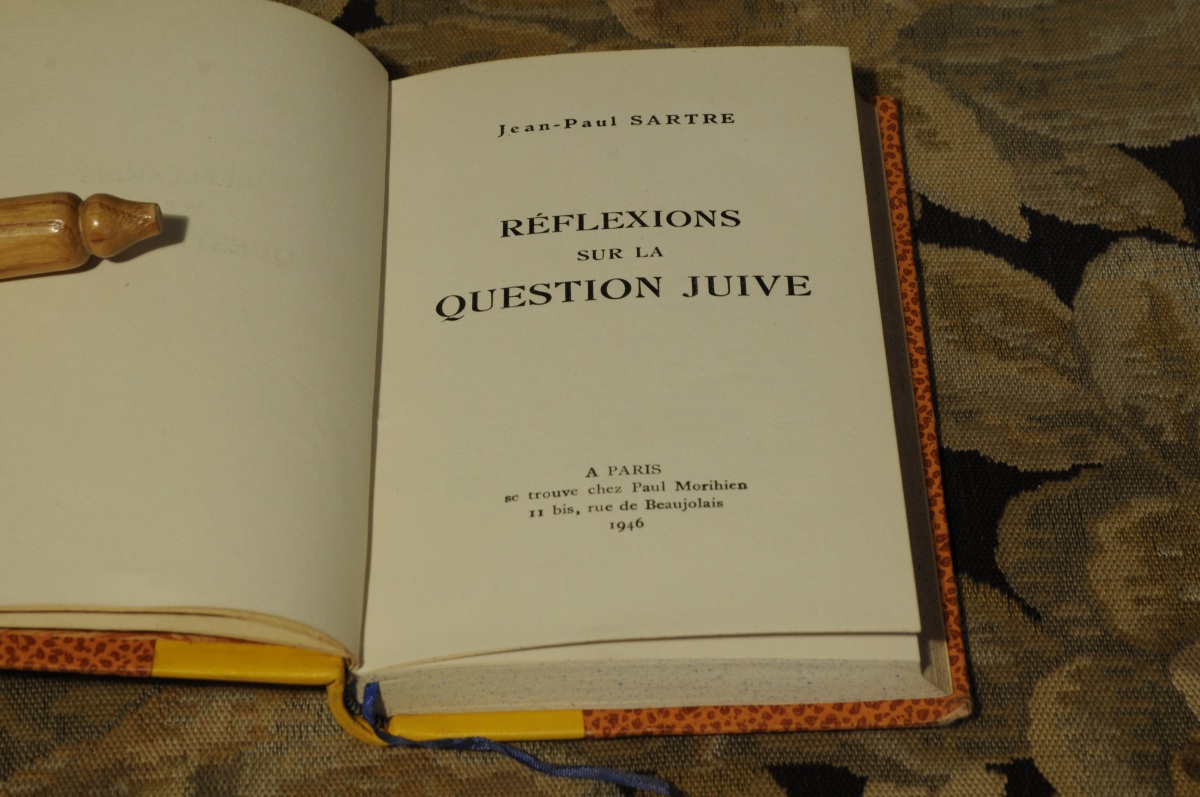 Jean-Paul SARTRE
RÉFLEXIONS
SUR LA
QUESTION JUIVE
A PARIS
se trouve chez Paul Morihien
11 bis, rue de Beaujolais
1946